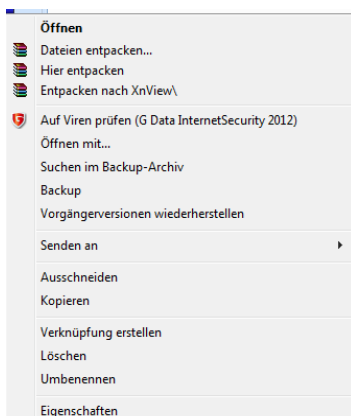 Öffnen
Dateien entpacken...
Hier entpacken
Entpacken nach XnView\
Auf Viren prüfen (G Data InternetSecurity 2012)
Öffnen mit...
Suchen im Backup-Archiv
Backup
Vorgängerversionen wiederherstellen
Senden an
Ausschneiden
Kopieren
Verknüpfung erstellen
Löschen
Umbenennen
Eigenschaften